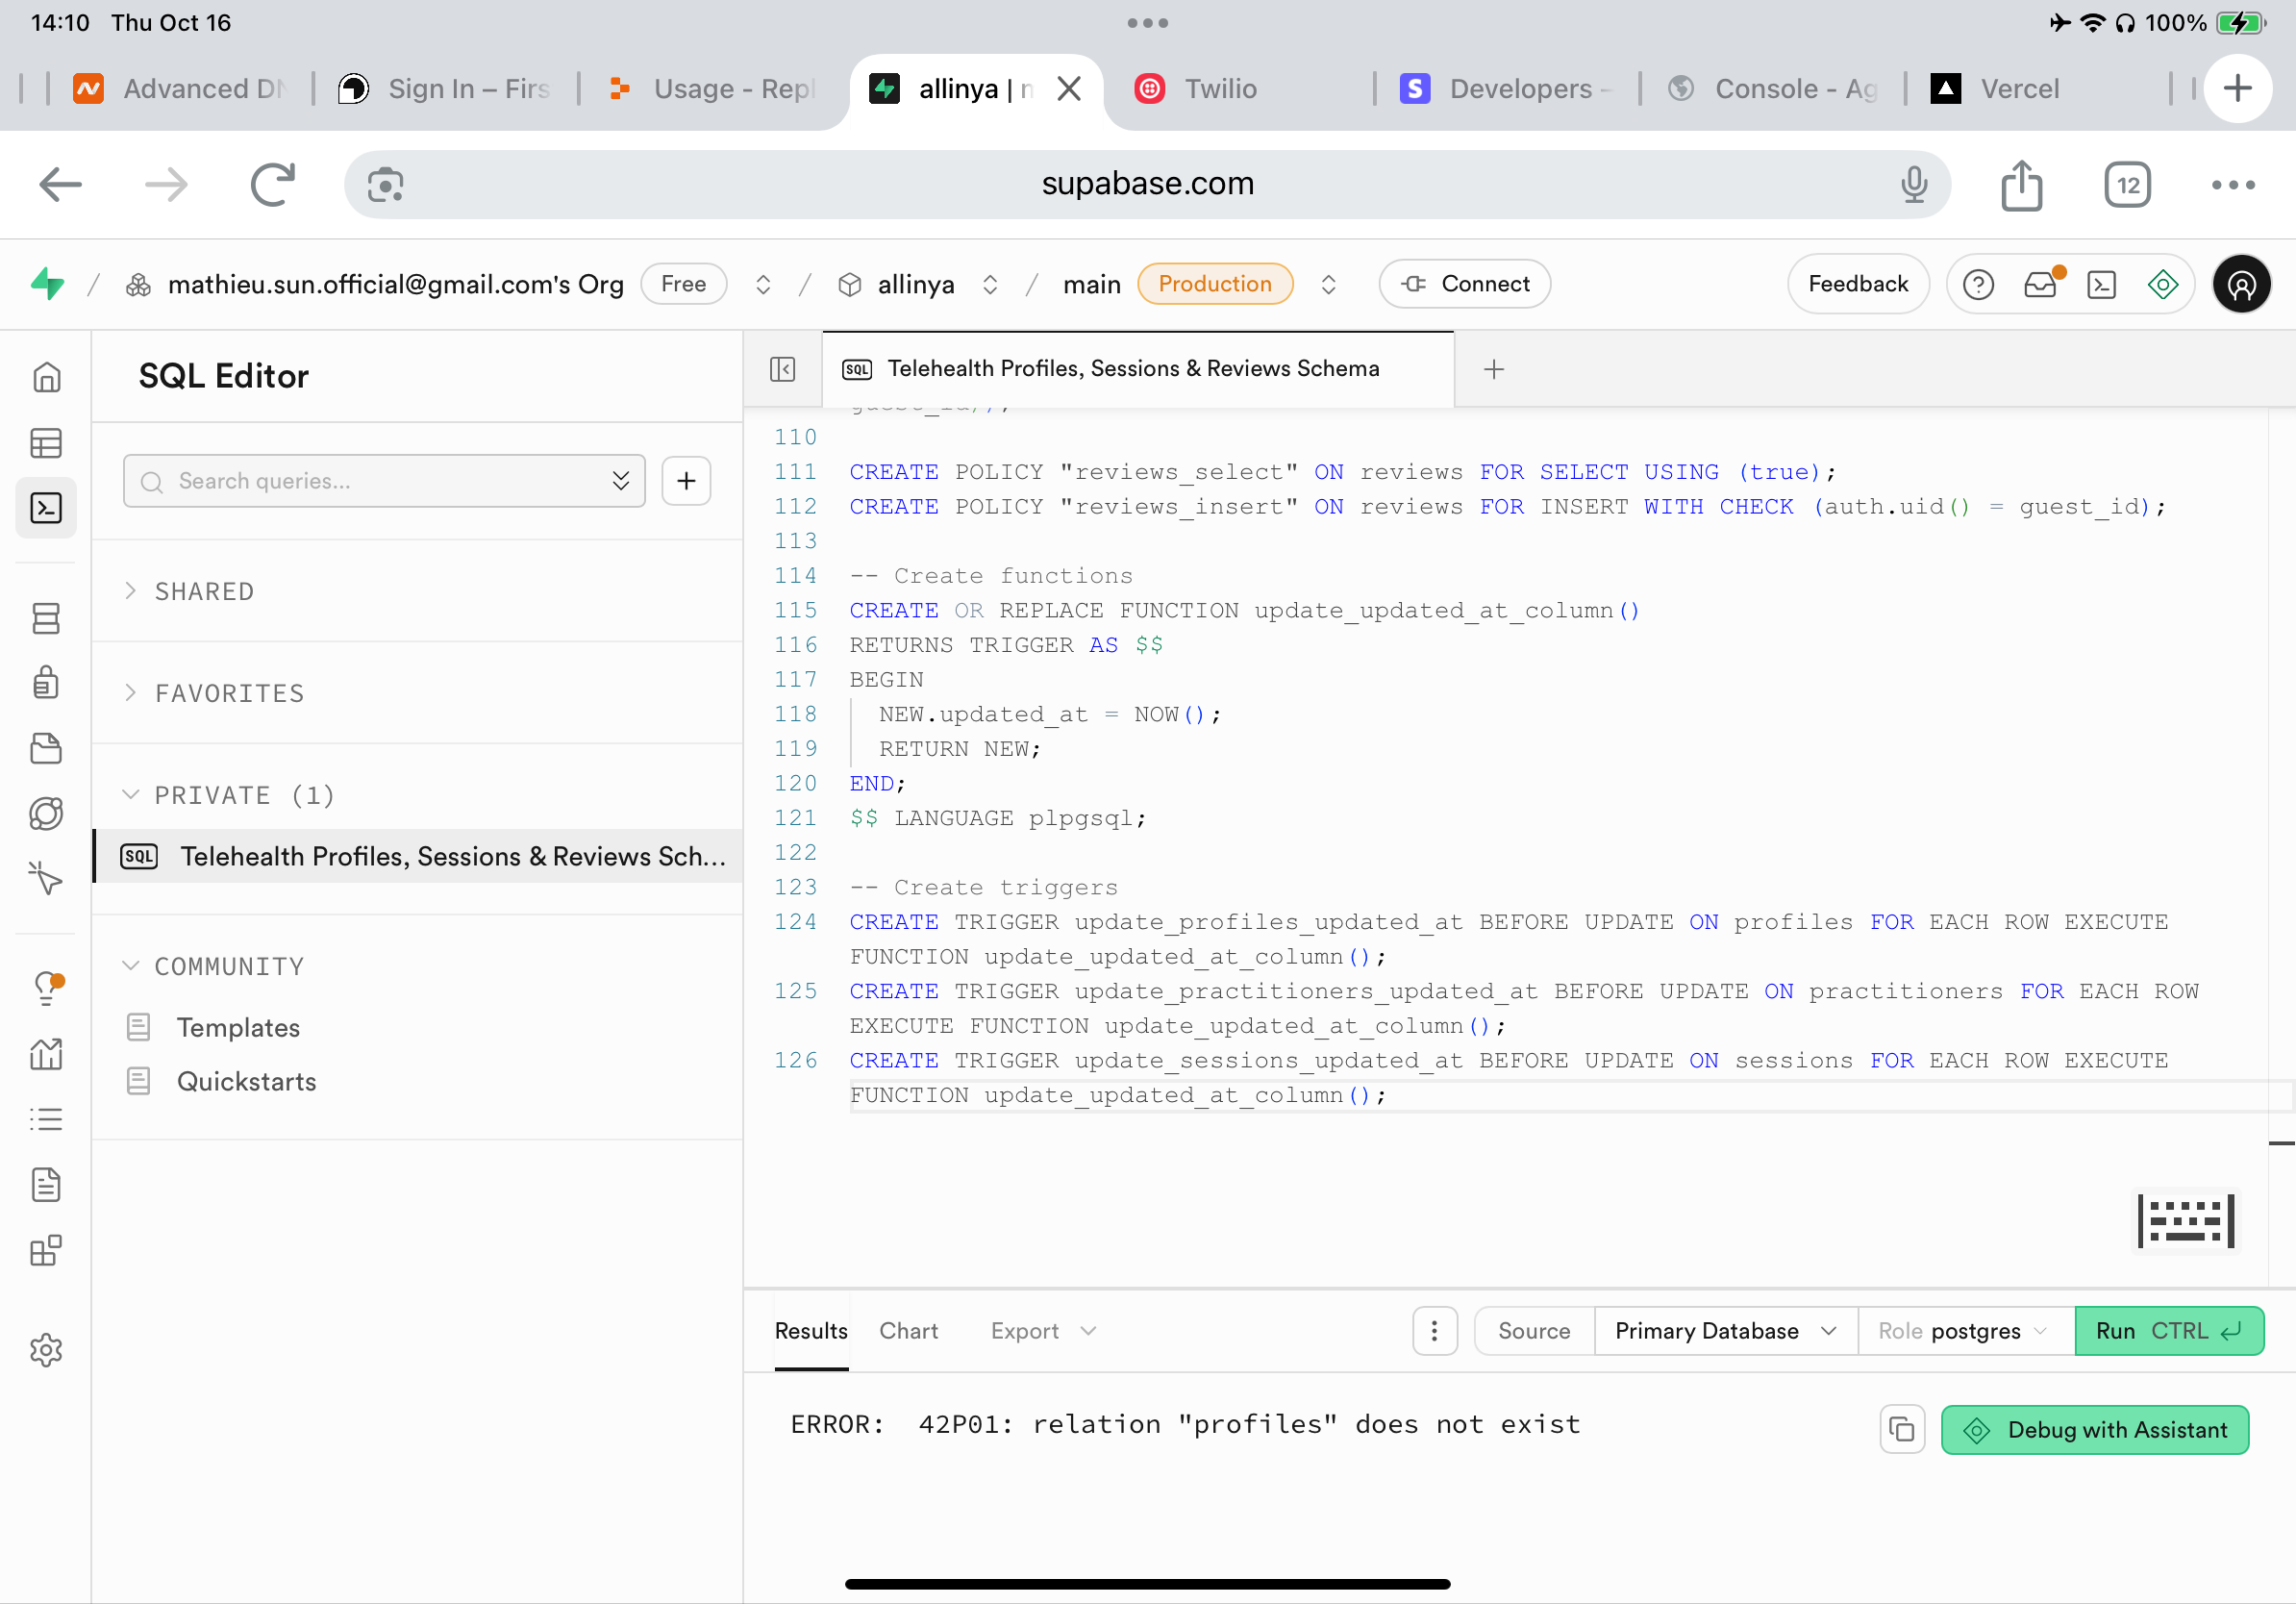 14:10 Thu Oct 16
100%
Advanced DN
Sign In – Firs
Usage - Repl
allinya | n
Twilio
Developers -
Console - Ag
Vercel
supabase.com
12
mathieu.sun.official@gmail.com's Org
Free
allinya
main
Production
Connect
Feedback
SQL Editor
Search queries...
SHARED
FAVORITES
PRIVATE (1)
SQL Telehealth Profiles, Sessions & Reviews Sch...
COMMUNITY
Templates
Quickstarts
SQL Telehealth Profiles, Sessions & Reviews Schema
guest_id));
110
111 CREATE POLICY "reviews_select" ON reviews FOR SELECT USING (true);
112 CREATE POLICY "reviews_insert" ON reviews FOR INSERT WITH CHECK (auth.uid() = guest_id);
113
114 -- Create functions
115 CREATE OR REPLACE FUNCTION update_updated_at_column()
116 RETURNS TRIGGER AS $$
117 BEGIN
118 NEW.updated_at = NOW();
119 RETURN NEW;
120 END;
121 $$ LANGUAGE plpgsql;
122
123 -- Create triggers
124 CREATE TRIGGER update_profiles_updated_at BEFORE UPDATE ON profiles FOR EACH ROW EXECUTE
FUNCTION update_updated_at_column();
125 CREATE TRIGGER update_practitioners_updated_at BEFORE UPDATE ON practitioners FOR EACH ROW
EXECUTE FUNCTION update_updated_at_column();
126 CREATE TRIGGER update_sessions_updated_at BEFORE UPDATE ON sessions FOR EACH ROW EXECUTE
FUNCTION update_updated_at_column();
Results
Chart
Export
Source
Primary Database
Role postgres
Run CTRL
ERROR: 42P01: relation "profiles" does not exist
Debug with Assistant